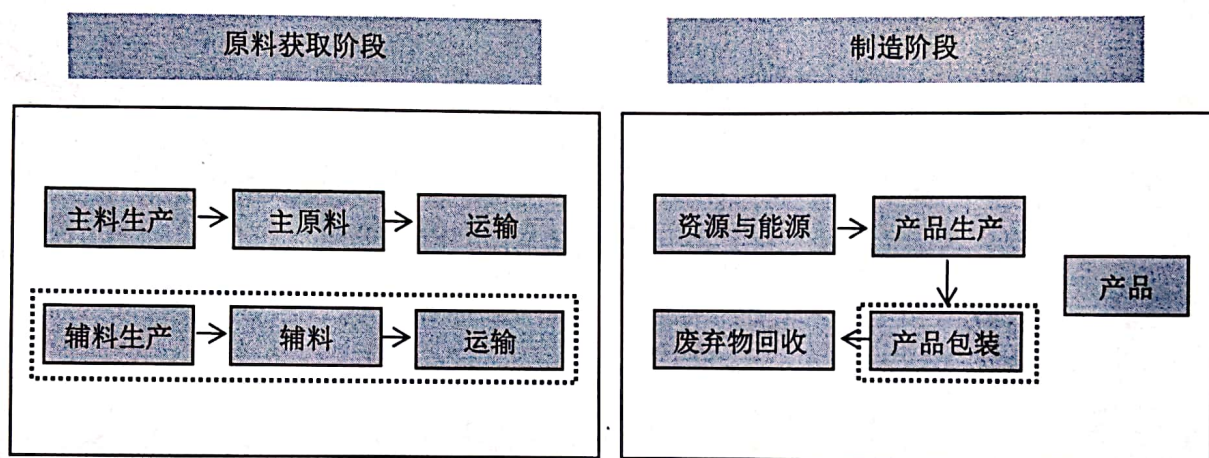 原料获取阶段
制造阶段
主料生产
主原料
运输
辅料生产
辅料
运输
资源与能源
产品生产
产品
废弃物回收
产品包装